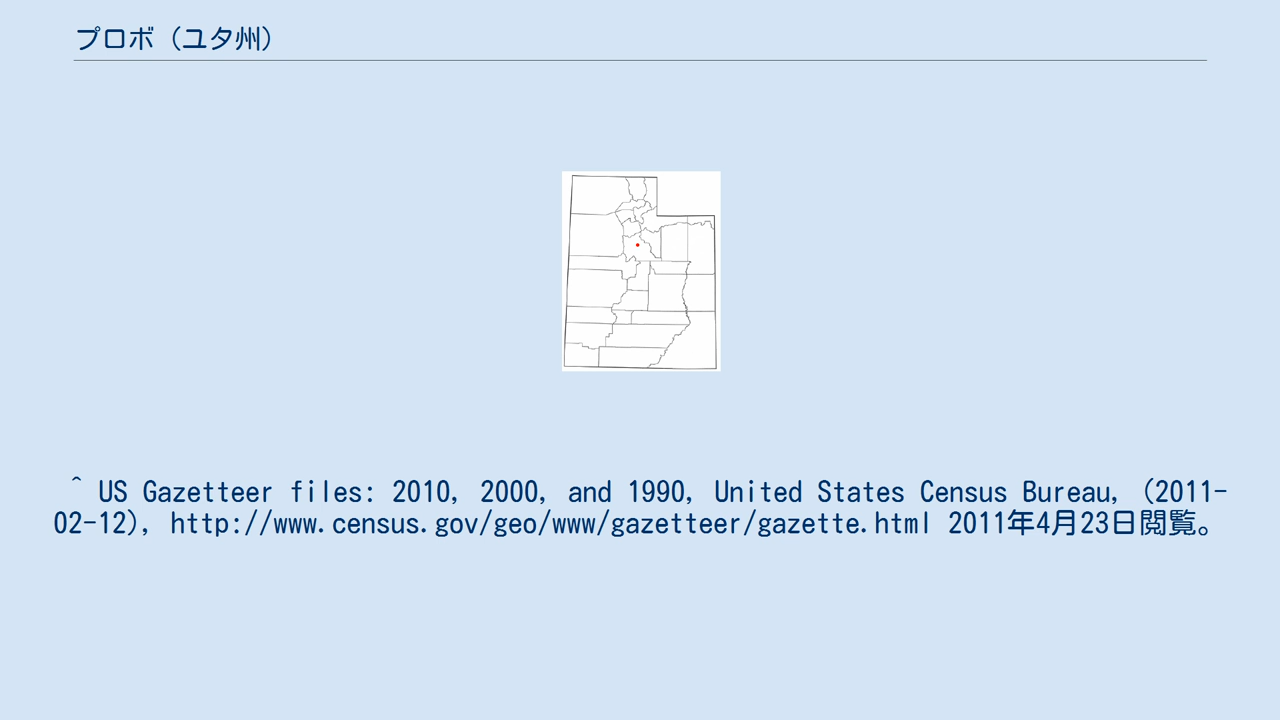 プロボ（ユタ州）
^ US Gazetteer files: 2010, 2000, and 1990, United States Census Bureau, (2011-
02-12), http://www.census.gov/geo/www/gazetteer/gazette.html 2011年4月23日閲覧。